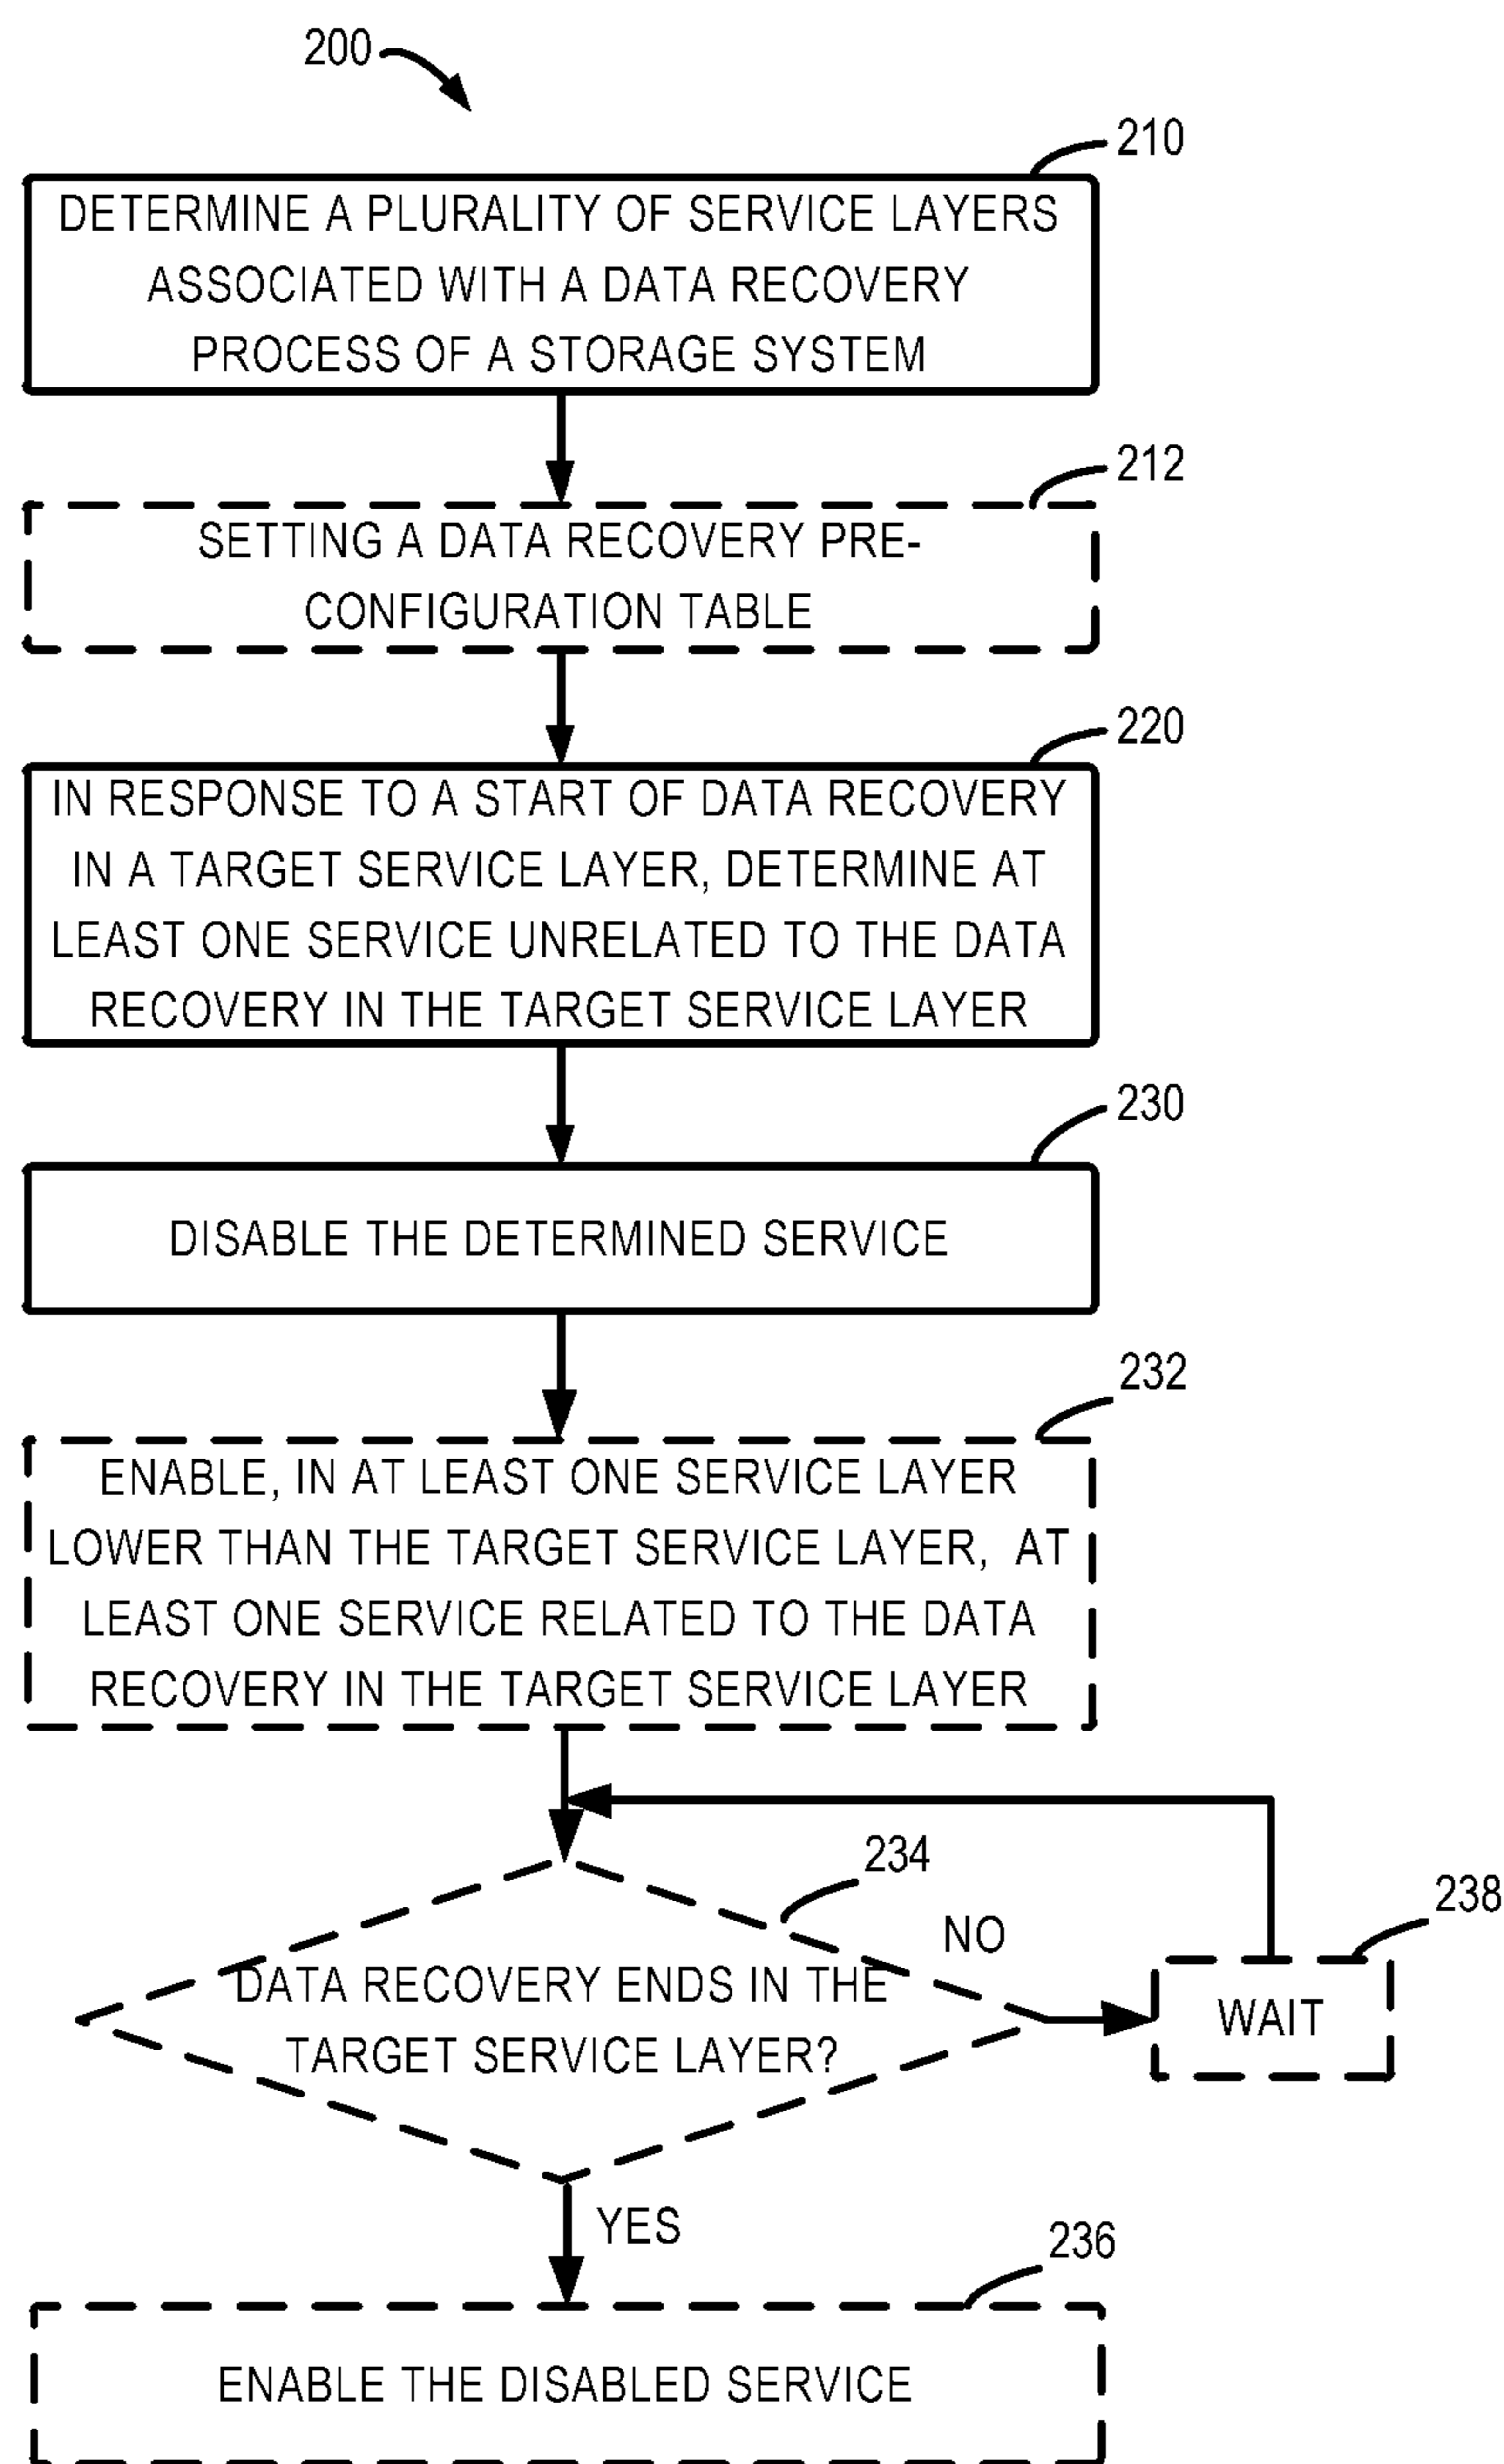 200
210
DETERMINE A PLURALITY OF SERVICE LAYERS
ASSOCIATED WITH A DATA RECOVERY
PROCESS OF A STORAGE SYSTEM
212
SETTING A DATA RECOVERY PRE-
CONFIGURATION TABLE
220
IN RESPONSE TO A START OF DATA RECOVERY
IN A TARGET SERVICE LAYER, DETERMINE AT
LEAST ONE SERVICE UNRELATED TO THE DATA
RECOVERY IN THE TARGET SERVICE LAYER
230
DISABLE THE DETERMINED SERVICE
232
ENABLE, IN AT LEAST ONE SERVICE LAYER
LOWER THAN THE TARGET SERVICE LAYER, AT
LEAST ONE SERVICE RELATED TO THE DATA
RECOVERY IN THE TARGET SERVICE LAYER
234
DATA RECOVERY ENDS IN THE
TARGET SERVICE LAYER?
NO
238
WAIT
YES
236
ENABLE THE DISABLED SERVICE